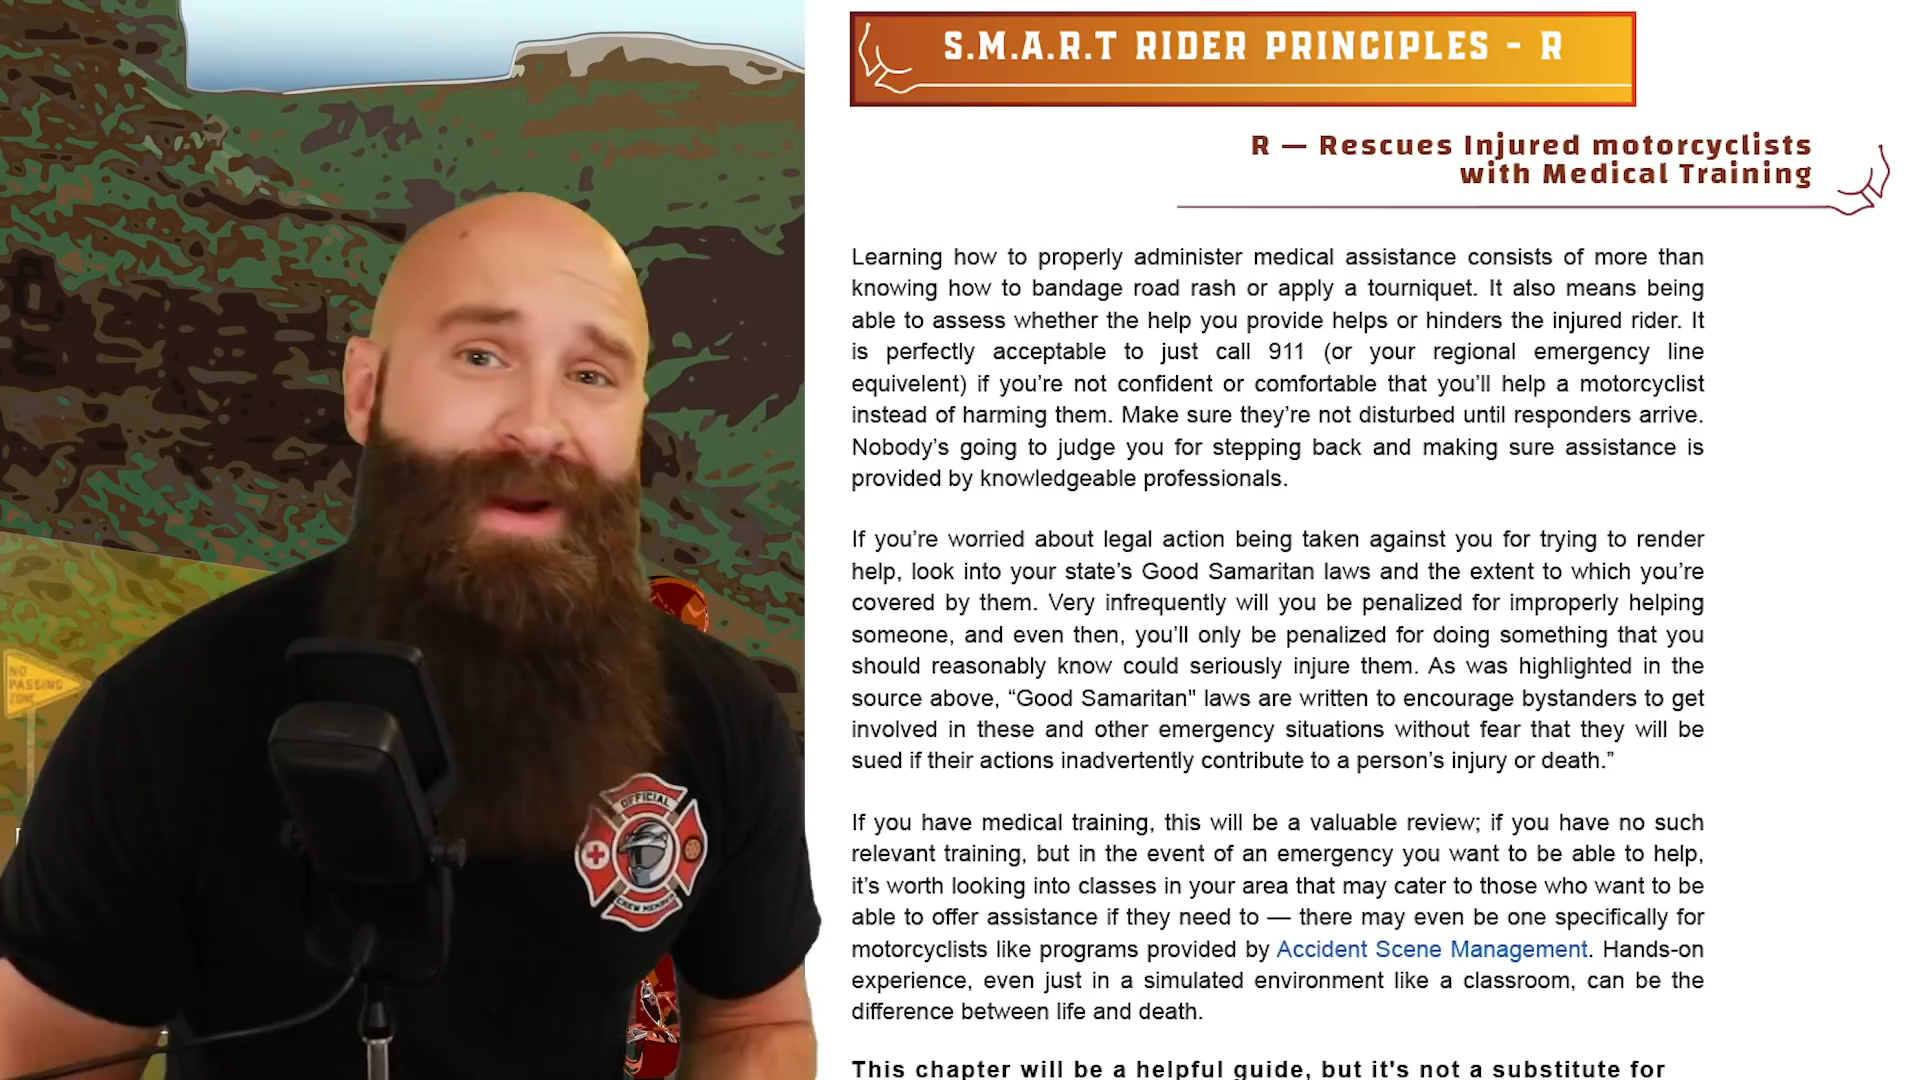 S.M.A.R.T RIDER PRINCIPLES - R
R — Rescues Injured motorcyclists
with Medical Training
Learning how to properly administer medical assistance consists of more than
knowing how to bandage road rash or apply a tourniquet. It also means being
able to assess whether the help you provide helps or hinders the injured rider. It
is perfectly acceptable to just call 911 (or your regional emergency line
equivelent) if you're not confident or comfortable that you'll help a motorcyclist
instead of harming them. Make sure they're not disturbed until responders arrive.
Nobody's going to judge you for stepping back and making sure assistance is
provided by knowledgeable professionals.
If you're worried about legal action being taken against you for trying to render
help, look into your state's Good Samaritan laws and the extent to which you're
covered by them. Very infrequently will you be penalized for improperly helping
someone, and even then, you'll only be penalized for doing something that you
should reasonably know could seriously injure them. As was highlighted in the
source above, “Good Samaritan" laws are written to encourage bystanders to get
involved in these and other emergency situations without fear that they will be
sued if their actions inadvertently contribute to a person's injury or death.”
If you have medical training, this will be a valuable review; if you have no such
relevant training, but in the event of an emergency you want to be able to help,
it's worth looking into classes in your area that may cater to those who want to be
able to offer assistance if they need to — there may even be one specifically for
motorcyclists like programs provided by Accident Scene Management. Hands-on
experience, even just in a simulated environment like a classroom, can be the
difference between life and death.
This chapter will be a helpful guide, but it's not a substitute for
NO
PASSING
ZONE
OFFICIAL
CREW MEMBER